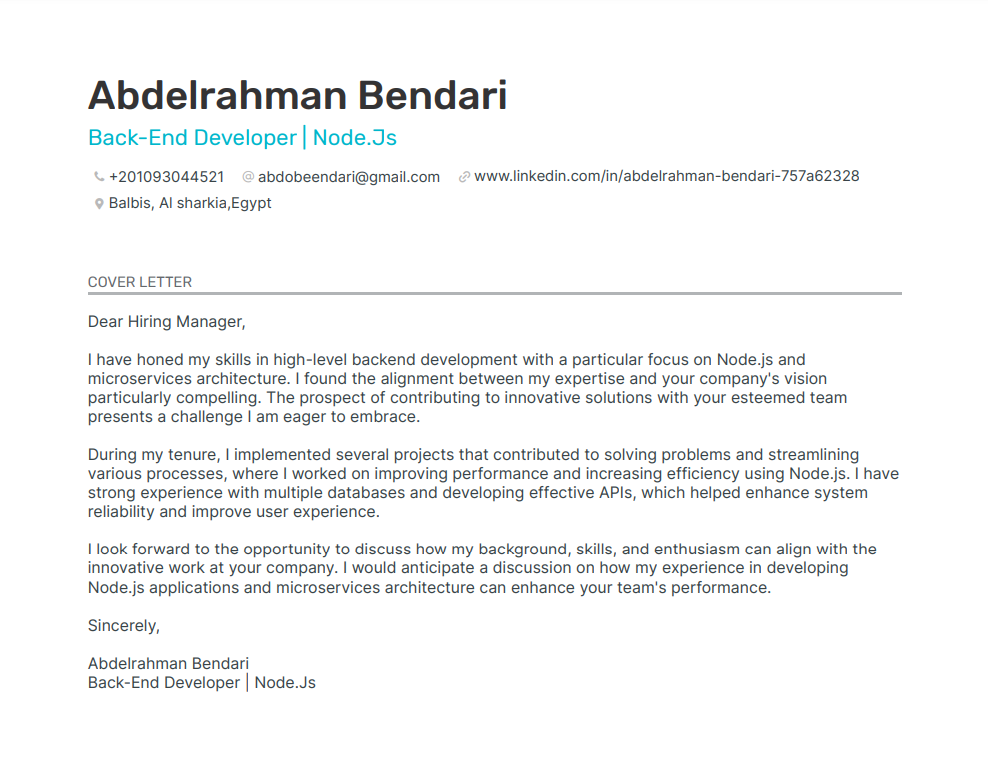 Abdelrahman Bendari
Back-End Developer | Node.Js
+201093044521 abdobeendari@gmail.com www.linkedin.com/in/abdelrahman-bendari-757a62328
Balbis, Al sharkia,Egypt
COVER LETTER
Dear Hiring Manager,
I have honed my skills in high-level backend development with a particular focus on Node.js and
microservices architecture. I found the alignment between my expertise and your company's vision
particularly compelling. The prospect of contributing to innovative solutions with your esteemed team
presents a challenge I am eager to embrace.
During my tenure, I implemented several projects that contributed to solving problems and streamlining
various processes, where I worked on improving performance and increasing efficiency using Node.js. I have
strong experience with multiple databases and developing effective APIs, which helped enhance system
reliability and improve user experience.
I look forward to the opportunity to discuss how my background, skills, and enthusiasm can align with the
innovative work at your company. I would anticipate a discussion on how my experience in developing
Node.js applications and microservices architecture can enhance your team's performance.
Sincerely,
Abdelrahman Bendari
Back-End Developer | Node.Js